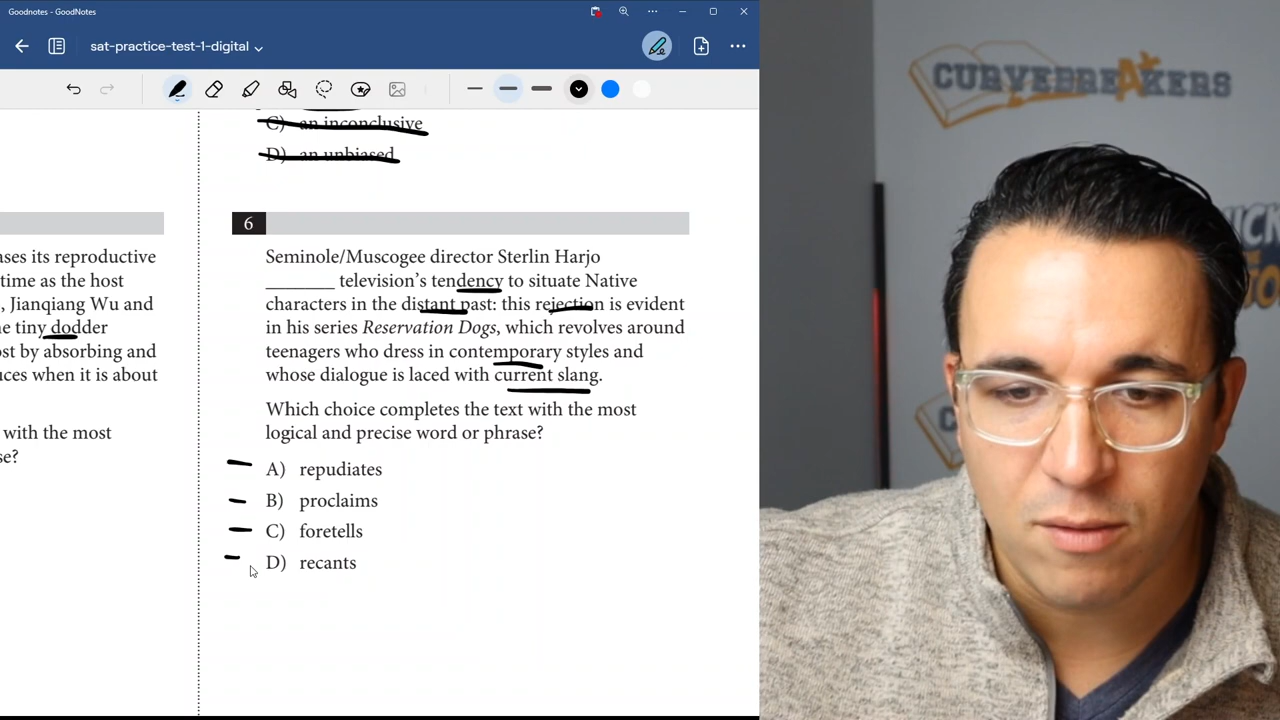 Goodnotes - GoodNotes
sat-practice-test-1-digital
CURVEBREAKERS
C) an inconclusive
D) an unbiased
6
ases its reproductive
time as the host
, Jianqiang Wu and
e tiny dodder
ost by absorbing and
uces when it is about
with the most
se?
Seminole/Muscogee director Sterlin Harjo
_______ television's tendency to situate Native
characters in the distant past: this rejection is evident
in his series Reservation Dogs, which revolves around
teenagers who dress in contemporary styles and
whose dialogue is laced with current slang.
Which choice completes the text with the most
logical and precise word or phrase?
A) repudiates
B) proclaims
C) foretells
D) recants